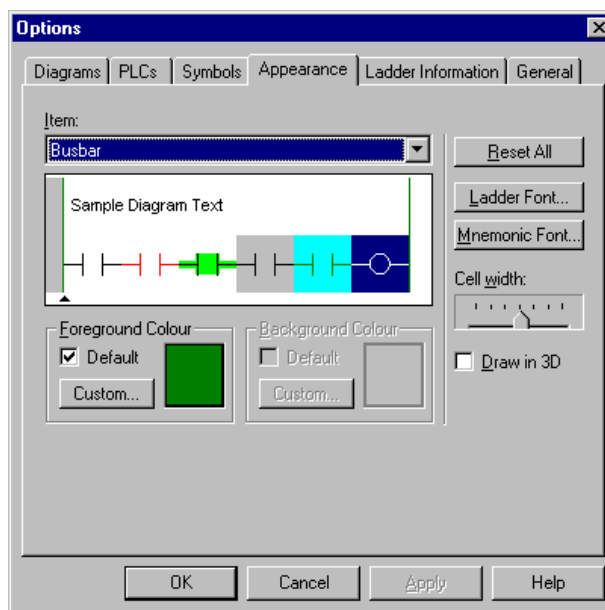 Options
Diagrams PLCs Symbols Appearance Ladder Information General
Item:
Busbar
Reset All
Sample Diagram Text
Ladder Font...
Mnemonic Font...
Cell width:
Foreground Colour
Default
Custom...
Background Colour
Default
Custom...
Draw in 3D
OK Cancel Apply Help